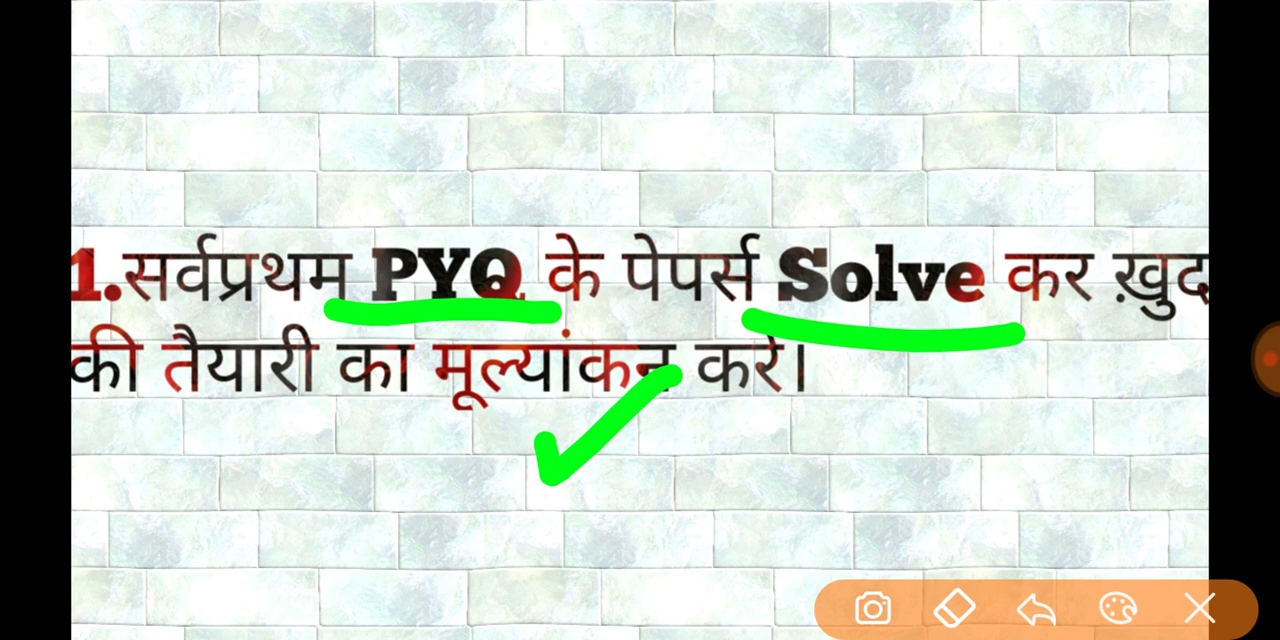 1.सर्वप्रथम PYQ के पेपर्स Solve कर ख़ुद
की तैयारी का मूल्यांकन करे।